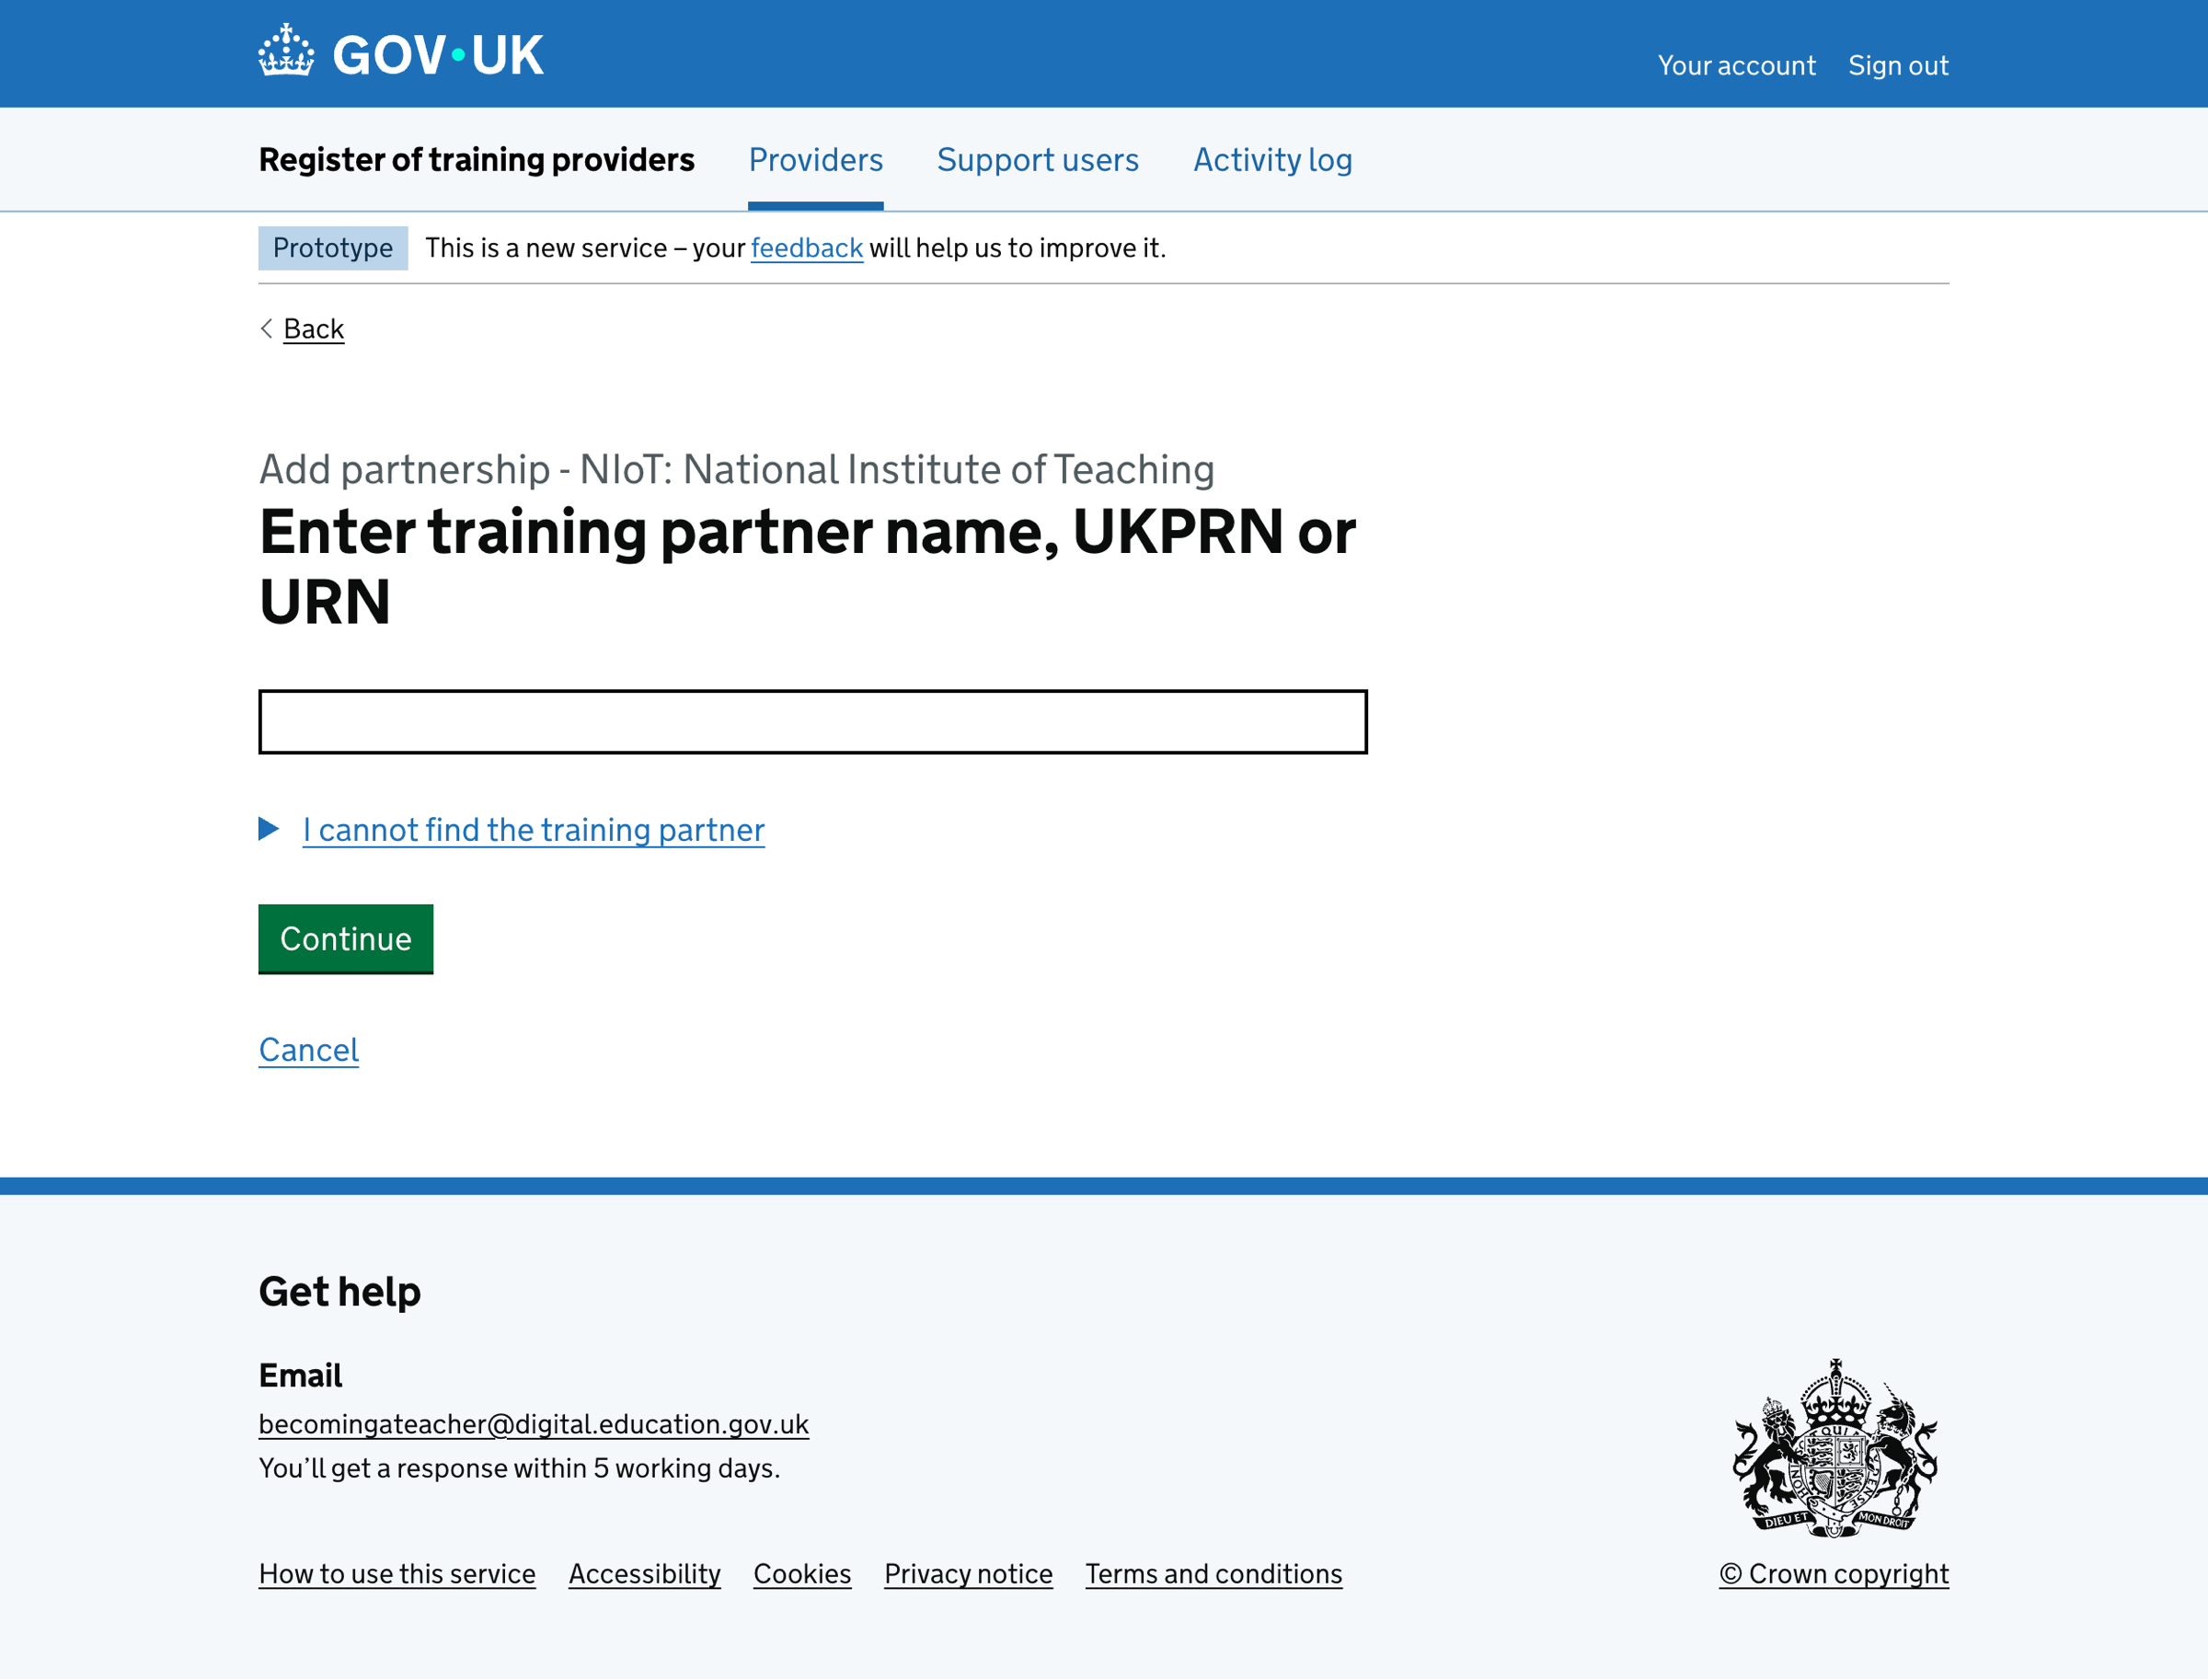 GOV.UK
Your account
Sign out
Register of training providers
Providers
Support users
Activity log
Prototype
This is a new service – your feedback will help us to improve it.
Back
Add partnership - NIoT: National Institute of Teaching
Enter training partner name, UKPRN or
URN
I cannot find the training partner
Continue
Cancel
Get help
Email
becomingateacher@digital.education.gov.uk
You’ll get a response within 5 working days.
DIEU ET MON DROIT
How to use this service
Accessibility
Cookies
Privacy notice
Terms and conditions
© Crown copyright